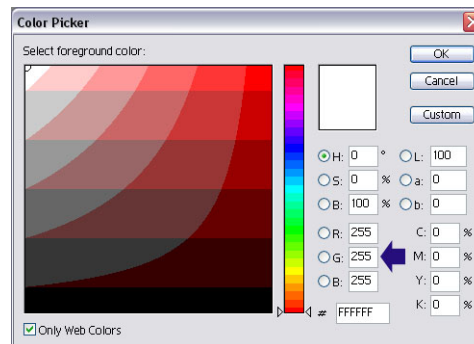 Color Picker
Select foreground color:
OK
Cancel
Custom
H: 0 ° L: 100
S: 0 % a: 0
B: 100 % b: 0
R: 255 C: 0 %
G: 255 M: 0 %
B: 255 Y: 0 %
# FFFFFF K: 0 %
Only Web Colors